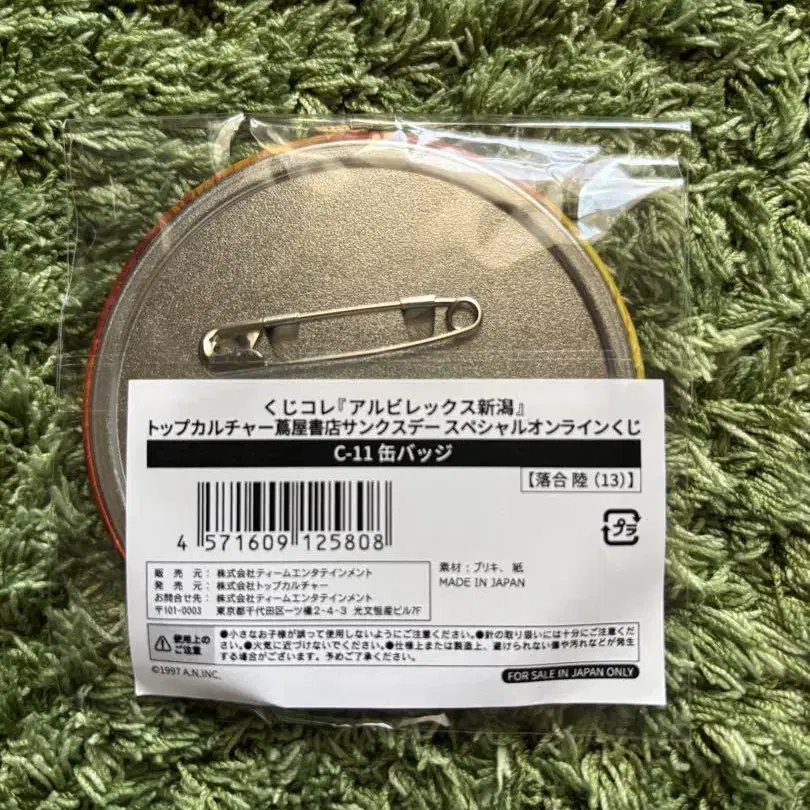 くじコレ『アルビレックス新潟』
トップカルチャー蔦屋書店サンクスデー スペシャルオンラインくじ
C-11 缶バッジ
【落合 陸（13）】
4 571609 125808
プラ
素材：ブリキ、紙
MADE IN JAPAN
販売元： 株式会社ティームエンタテインメント
発売元： 株式会社トップカルチャー
お問合せ先： 株式会社ティームエンタテインメント
〒101-0003 東京都千代田区一ツ橋2-4-3 光文恒産ビル7F
使用上のご注意
●小さなお子様が誤って使用しないようにご注意ください。●針の取り扱いには十分にご注意くださ
い。●火気に近づけないでください。●仕様上または製造上、避けられない傷や汚れなどが発生
する場合がございます。予めご了承ください。
©1997 A.N.INC.
FOR SALE IN JAPAN ONLY